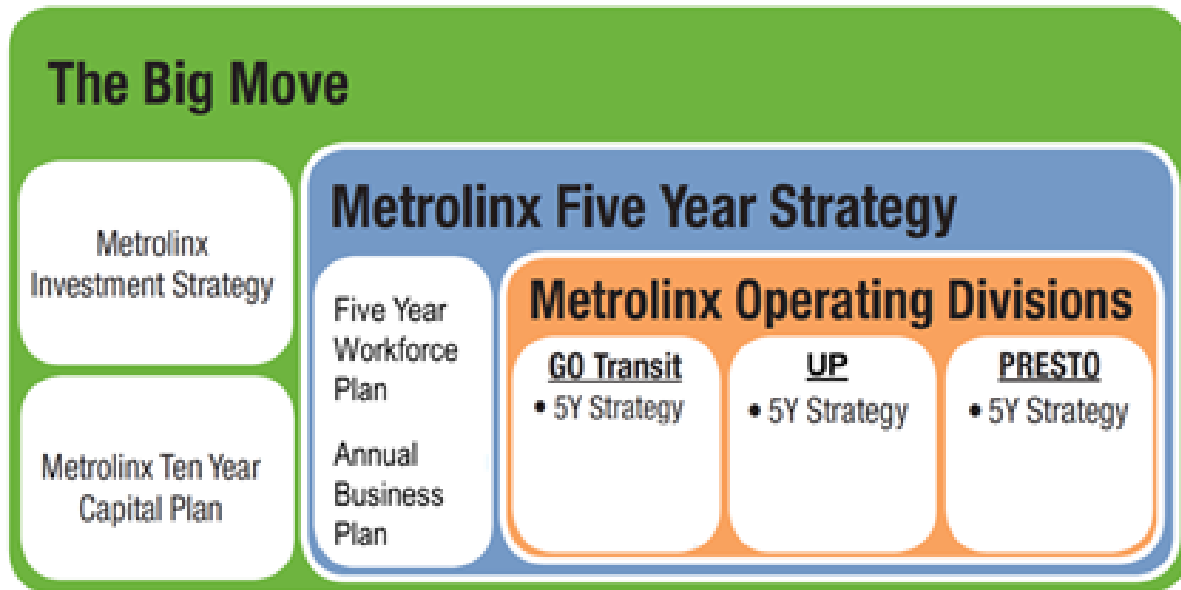 The Big Move
Metrolinx
Investment Strategy
Metrolinx Ten Year
Capital Plan
Metrolinx Five Year Strategy
Five Year
Workforce
Plan
Annual
Business
Plan
Metrolinx Operating Divisions
GO Transit
• 5Y Strategy
UP
• 5Y Strategy
PRESTO
• 5Y Strategy